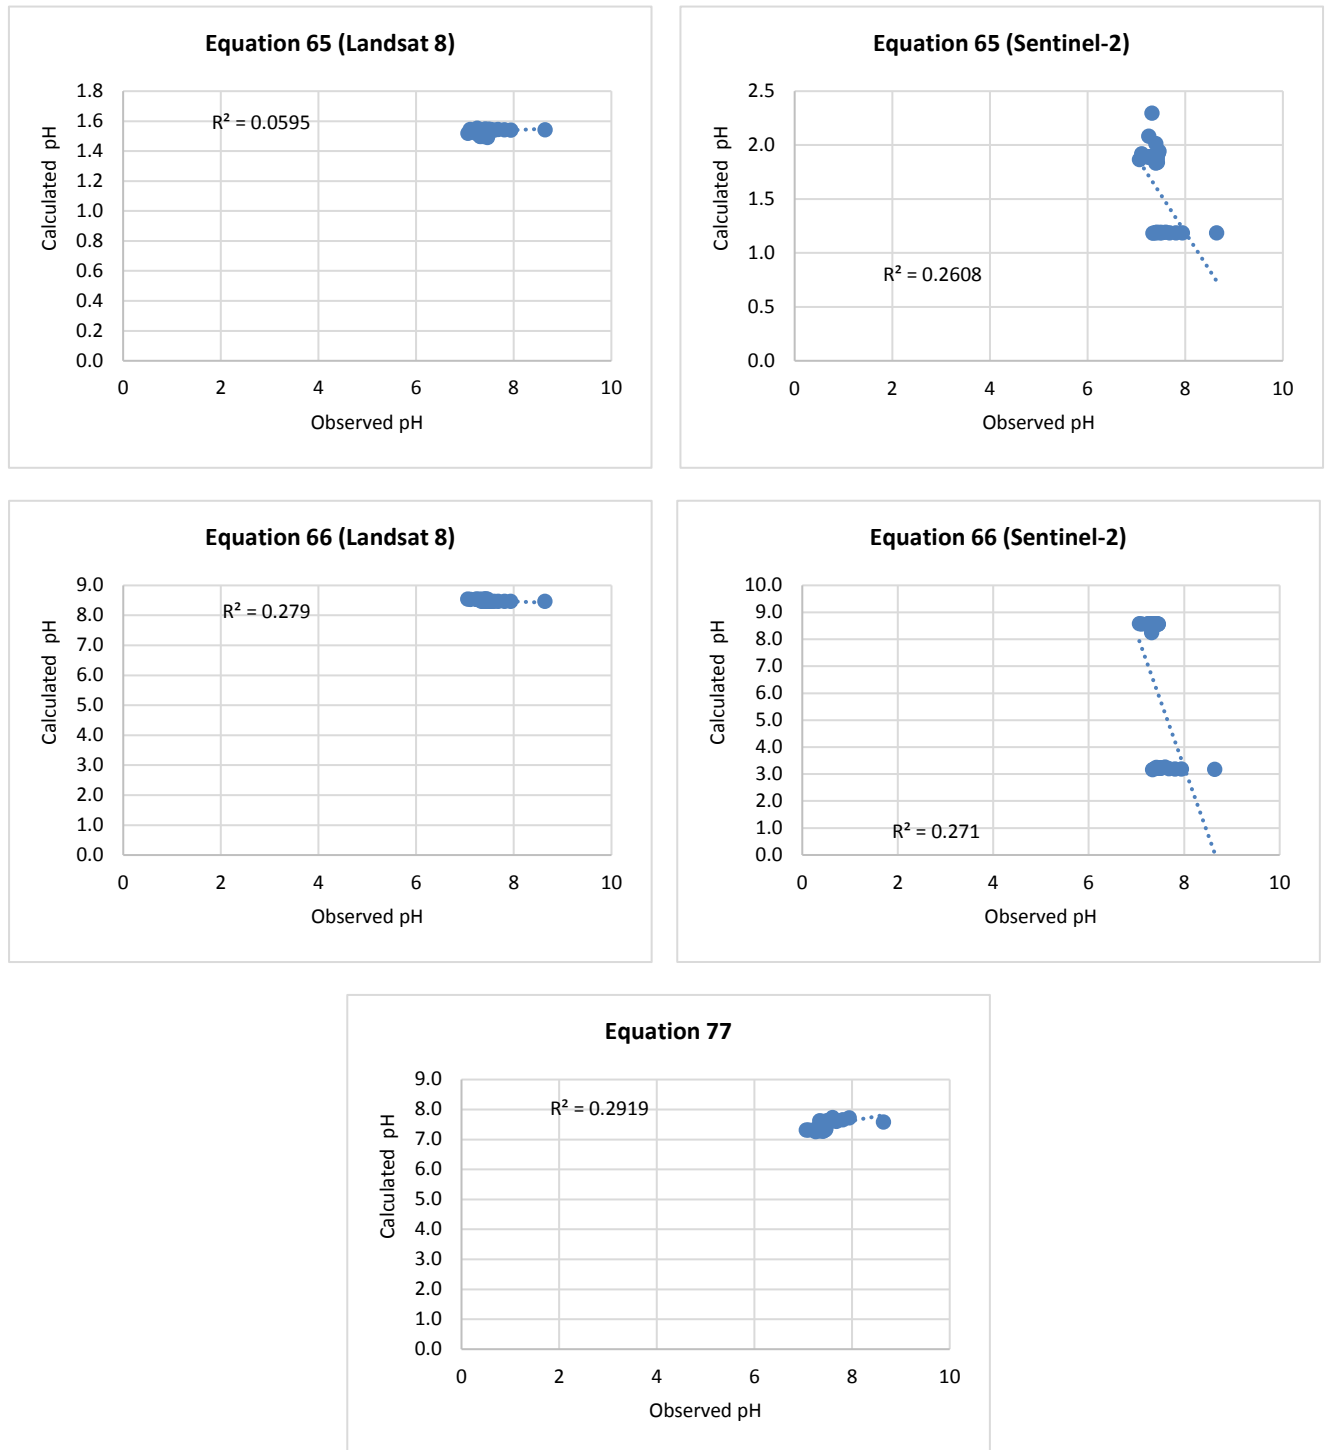 Equation 65 (Landsat 8)
1.8
1.6
1.4
1.2
1.0
0.8
0.6
0.4
0.2
0.0
R² = 0.0595
Calculated pH
0 2 4 6 8 10
Observed pH
Equation 65 (Sentinel-2)
2.5
2.0
1.5
1.0
0.5
0.0
R² = 0.2608
Calculated pH
0 2 4 6 8 10
Observed pH
Equation 66 (Landsat 8)
9.0
8.0
7.0
6.0
5.0
4.0
3.0
2.0
1.0
0.0
R² = 0.279
Calculated pH
0 2 4 6 8 10
Observed pH
Equation 66 (Sentinel-2)
10.0
9.0
8.0
7.0
6.0
5.0
4.0
3.0
2.0
1.0
0.0
R² = 0.271
Calculated pH
0 2 4 6 8 10
Observed pH
Equation 77
9.0
8.0
7.0
6.0
5.0
4.0
3.0
2.0
1.0
0.0
R² = 0.2919
Calculated pH
0 2 4 6 8 10
Observed pH